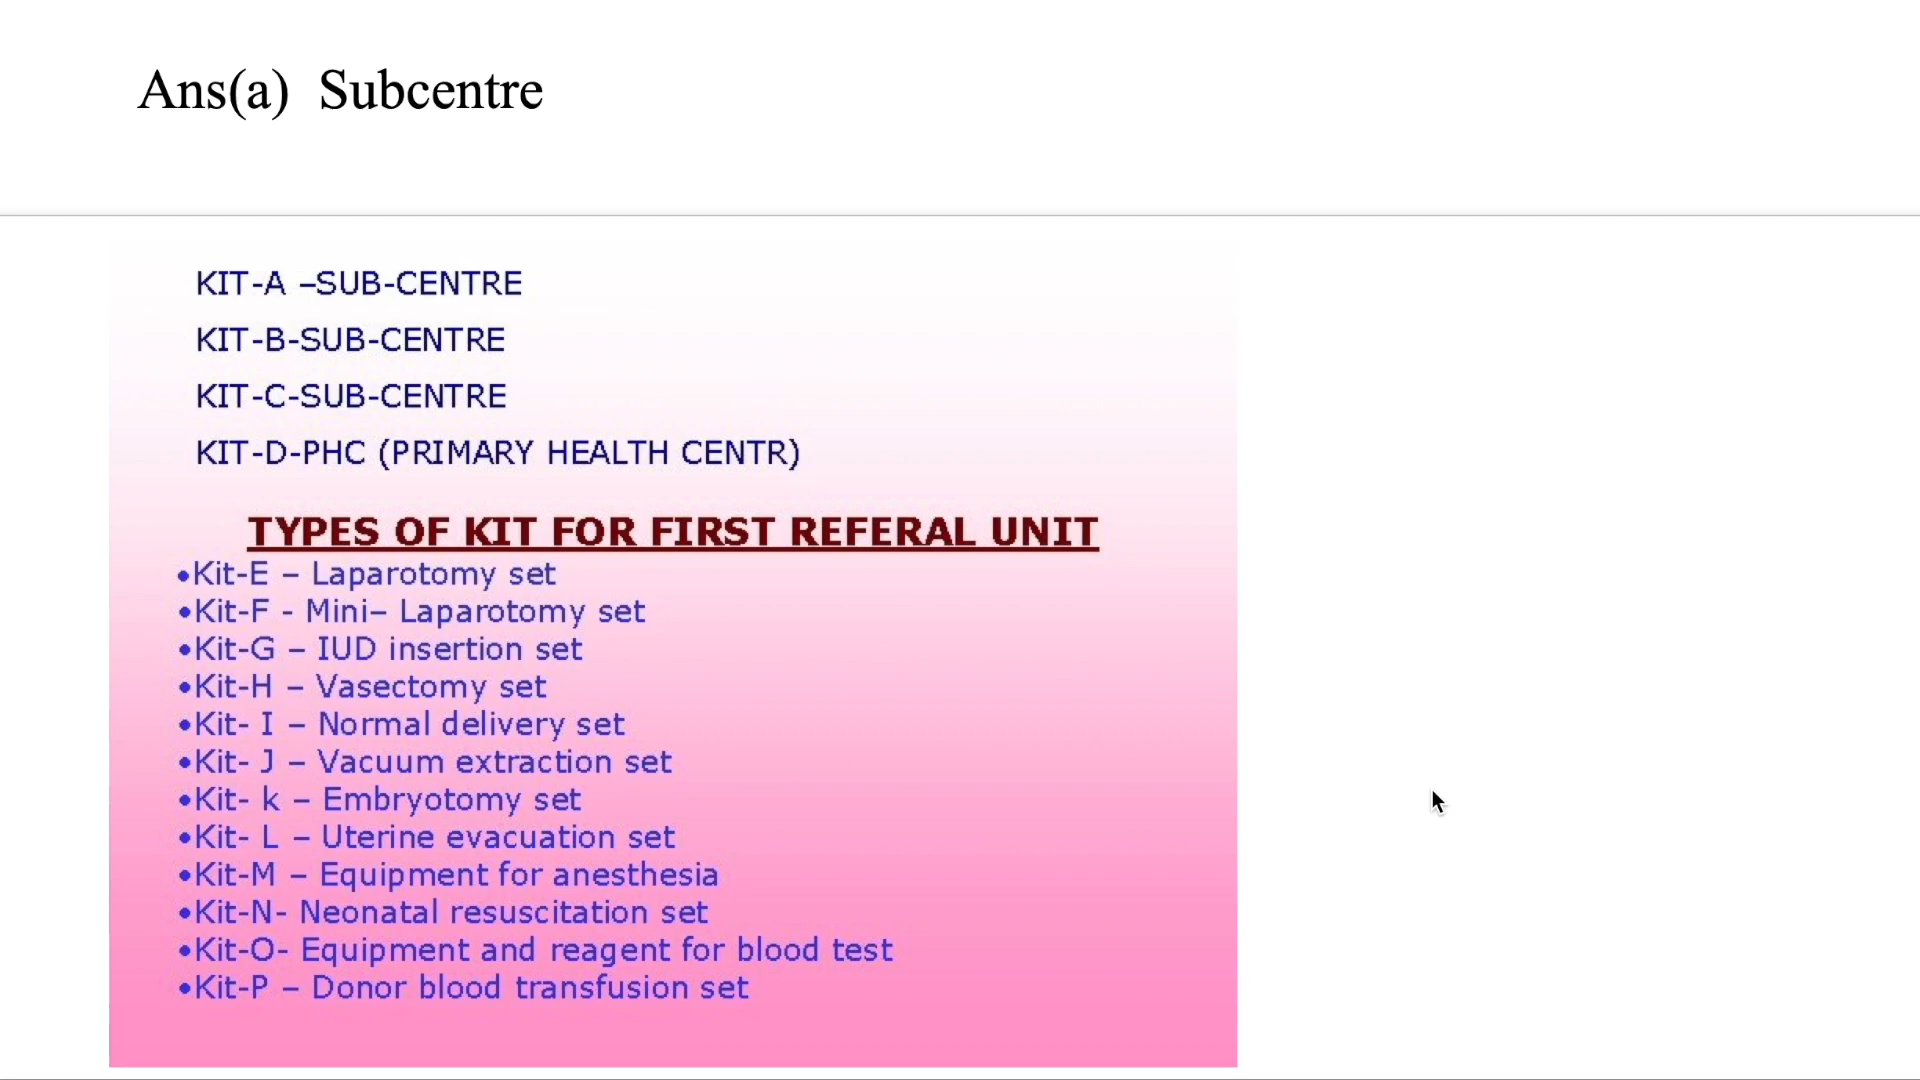 Ans(a) Subcentre
KIT-A –SUB-CENTRE
KIT-B-SUB-CENTRE
KIT-C-SUB-CENTRE
KIT-D-PHC (PRIMARY HEALTH CENTR)
TYPES OF KIT FOR FIRST REFERAL UNIT
•Kit-E – Laparotomy set
•Kit-F - Mini– Laparotomy set
•Kit-G – IUD insertion set
•Kit-H – Vasectomy set
•Kit- I – Normal delivery set
•Kit- J – Vacuum extraction set
•Kit- k – Embryotomy set
•Kit- L – Uterine evacuation set
•Kit-M – Equipment for anesthesia
•Kit-N- Neonatal resuscitation set
•Kit-O- Equipment and reagent for blood test
•Kit-P – Donor blood transfusion set